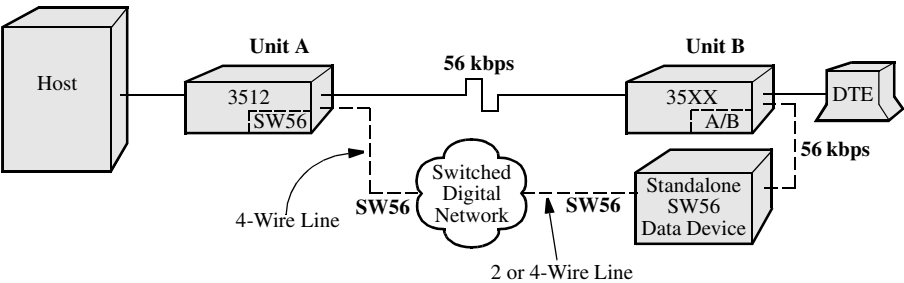 Unit A
Unit B
56 kbps
Host
3512
SW56
35XX
A/B
DTE
56 kbps
Switched
Digital
Network
Standalone
SW56
Data Device
SW56
SW56
4-Wire Line
2 or 4-Wire Line